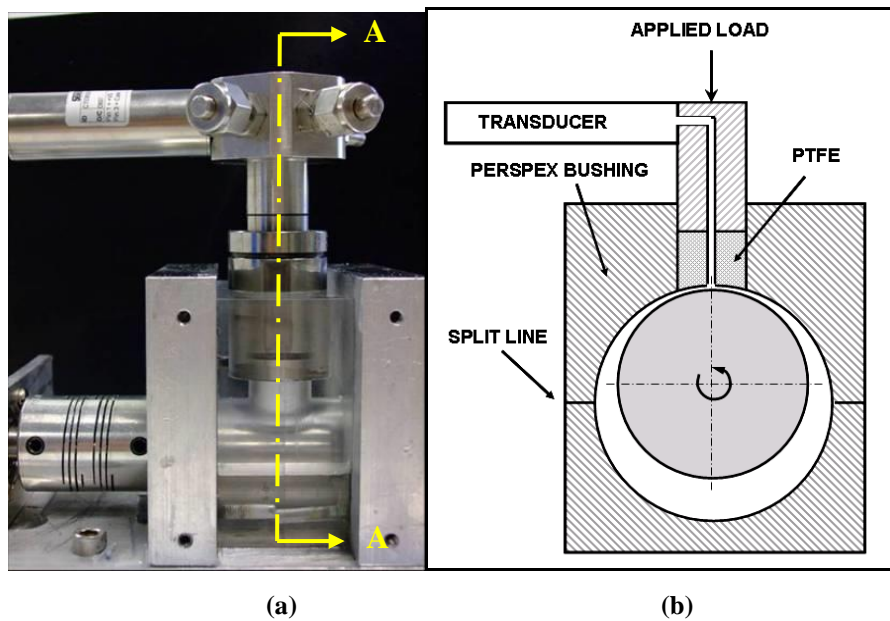 A
A
(a)
APPLIED LOAD
TRANSDUCER
PTFE
PERSPEX BUSHING
SPLIT LINE
(b)